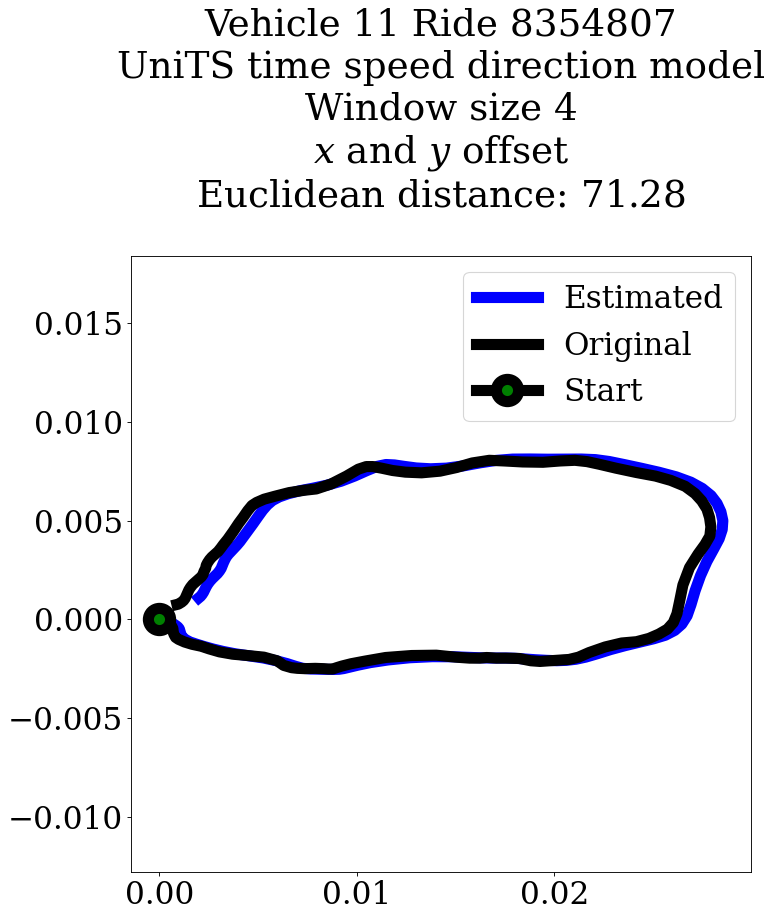 Vehicle 11 Ride 8354807
UniTS time speed direction model
Window size 4
x and y offset
Euclidean distance: 71.28
Estimated
Original
Start
0.015
0.010
0.005
0.000
−0.005
−0.010
0.00 0.01 0.02